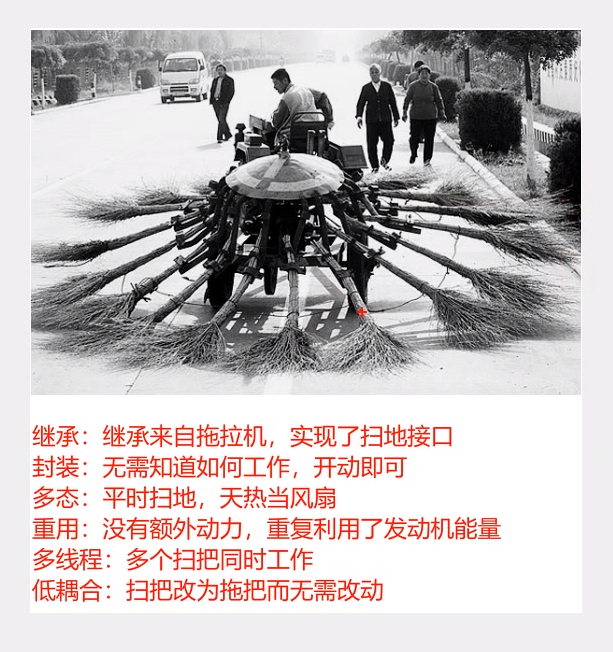 继承：继承来自拖拉机，实现了扫地接口
封装：无需知道如何工作，开动即可
多态：平时扫地，天热当风扇
重用：没有额外动力，重复利用了发动机能量
多线程：多个扫把同时工作
低耦合：扫把改为拖把而无需改动